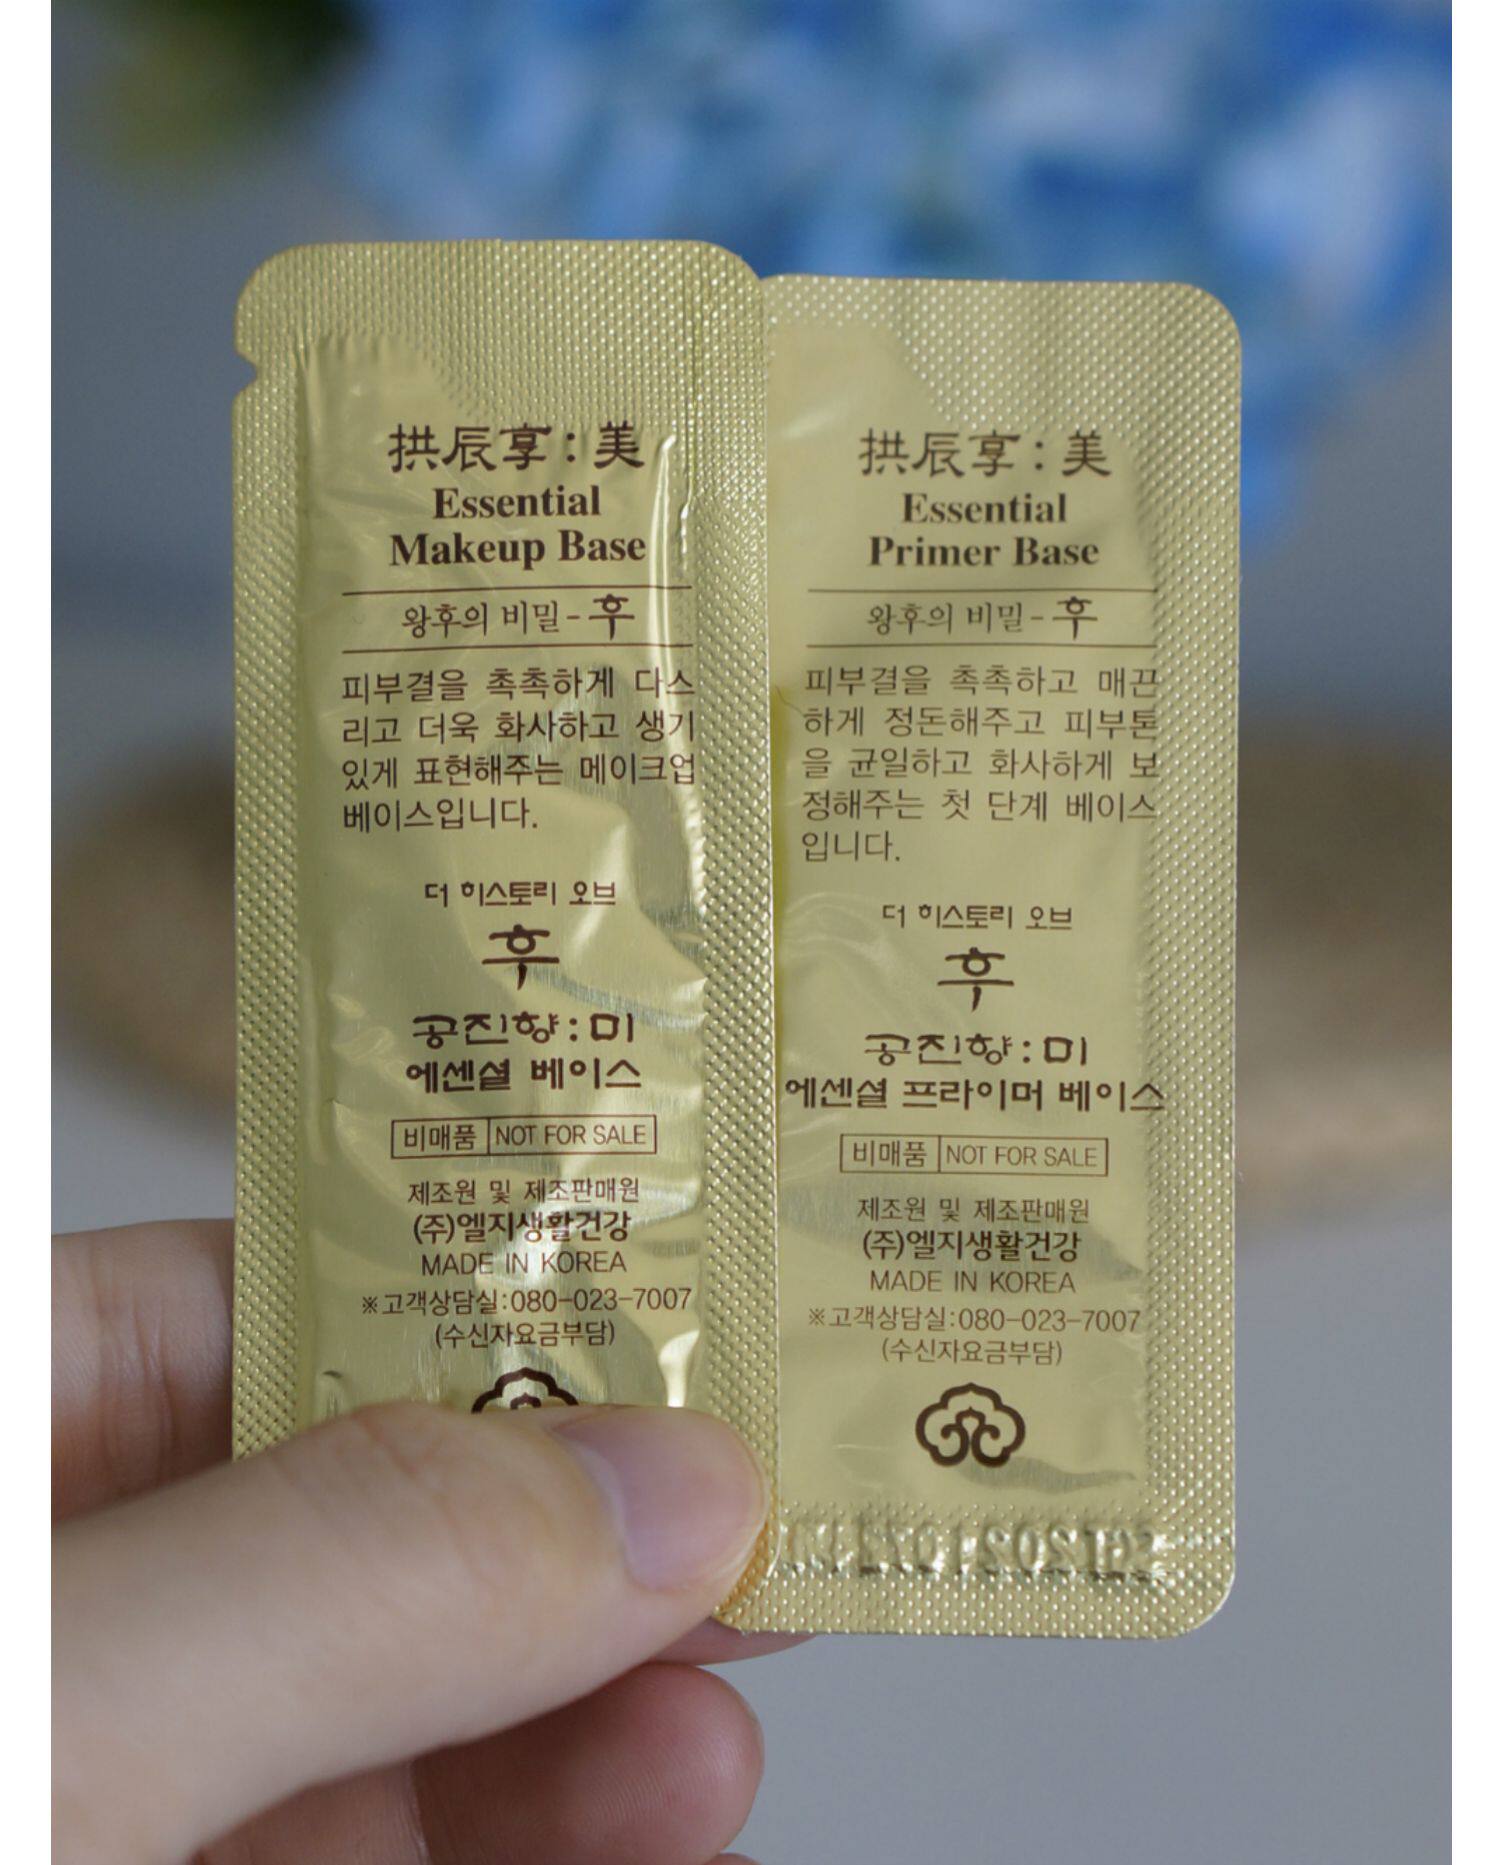 拱辰享 : 美
Essential
Makeup Base
왕후의 비밀-후
피부결을 촉촉하게 다스
리고 더욱 화사하고 생기
있게 표현해주는 메이크업
베이스입니다.
더 히스토리 오브
후
공진향 : 미
에센셜 베이스
비매품 NOT FOR SALE
제조원 및 제조판매원
(주)엘지생활건강
MADE IN KOREA
※고객상담실:080-023-7007
(수신자요금부담)
拱辰享 : 美
Essential
Primer Base
왕후의 비밀-후
피부결을 촉촉하고 매끈
하게 정돈해주고 피부톤
을 균일하고 화사하게 보
정해주는 첫 단계 베이스
입니다.
더 히스토리 오브
후
공진향 : 미
에센셜 프라이머 베이스
비매품 NOT FOR SALE
제조원 및 제조판매원
(주)엘지생활건강
MADE IN KOREA
※고객상담실:080-023-7007
(수신자요금부담)